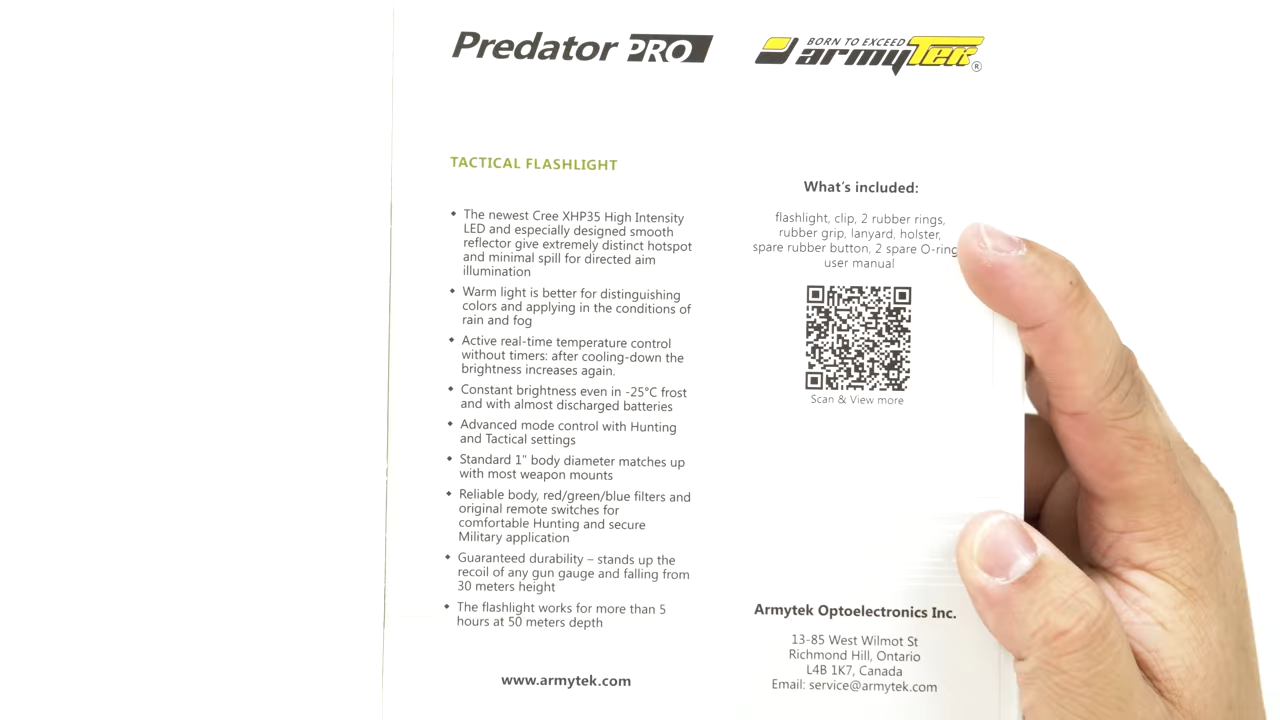 Predator PRO
BORN TO EXCEED
armyTEK®
TACTICAL FLASHLIGHT
• The newest Cree XHP35 High Intensity
LED and especially designed smooth
reflector give extremely distinct hotspot
and minimal spill for directed aim
illumination
• Warm light is better for distinguishing
colors and applying in the conditions of
rain and fog
• Active real-time temperature control
without timers: after cooling-down the
brightness increases again.
• Constant brightness even in -25°C frost
and with almost discharged batteries
• Advanced mode control with Hunting
and Tactical settings
• Standard 1" body diameter matches up
with most weapon mounts
• Reliable body, red/green/blue filters and
original remote switches for
comfortable Hunting and secure
Military application
• Guaranteed durability – stands up the
recoil of any gun gauge and falling from
30 meters height
• The flashlight works for more than 5
hours at 50 meters depth
www.armytek.com
What's included:
flashlight, clip, 2 rubber rings,
rubber grip, lanyard, holster,
spare rubber button, 2 spare O-ring
user manual
Scan & View more
Armytek Optoelectronics Inc.
13-85 West Wilmot St
Richmond Hill, Ontario
L4B 1K7, Canada
Email: service@armytek.com